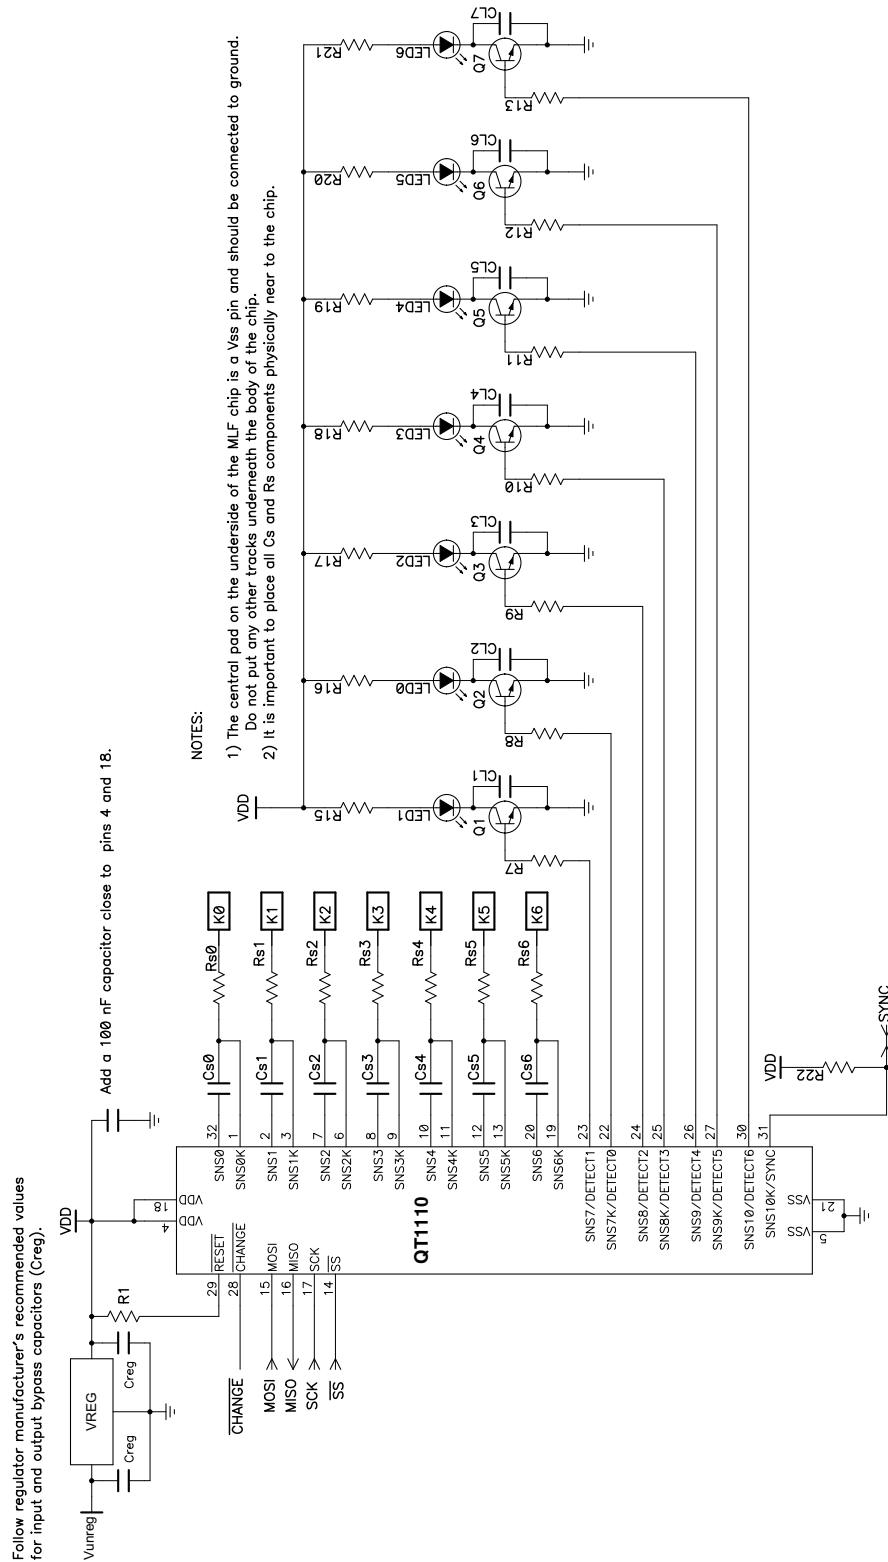 Follow regulator manufacturer's recommended values
for input and output bypass capacitors (Creg).
Vunreg
VREG
Creg
Creg
R1
VDD
Add a 100 nF capacitor close to pins 4 and 18.
NOTES:
1) The central pad on the underside of the MLF chip is a Vss pin and should be connected to ground.
Do not put any other tracks underneath the body of the chip.
2) It is important to place all Cs and Rs components physically near to the chip.
QT1110
4 VDD
18 VDD
29 RESET
28 CHANGE
15 MOSI
16 MISO
17 SCK
14 SS
CHANGE
MOSI
MISO
SCK
SS
5 VSS
21 VSS
SNS0 32
SNS0K 1
SNS1 2
SNS1K 3
SNS2 7
SNS2K 6
SNS3 8
SNS3K 9
SNS4 10
SNS4K 11
SNS5 12
SNS5K 13
SNS6 20
SNS6K 19
SNS7/DETECT1 23
SNS7K/DETECT0 22
SNS8/DETECT2 24
SNS8K/DETECT3 25
SNS9/DETECT4 26
SNS9K/DETECT5 27
SNS10/DETECT6 30
SNS10K/SYNC 31
Cs0 Rs0 K0
Cs1 Rs1 K1
Cs2 Rs2 K2
Cs3 Rs3 K3
Cs4 Rs4 K4
Cs5 Rs5 K5
Cs6 Rs6 K6
VDD
R22
SYNC
VDD
R15 LED1 Q1 CL1 R7
R16 LED0 Q2 CL2 R8
R17 LED2 Q3 CL3 R9
R18 LED3 Q4 CL4 R10
R19 LED4 Q5 CL5 R11
R20 LED5 Q6 CL6 R12
R21 LED6 Q7 CL7 R13